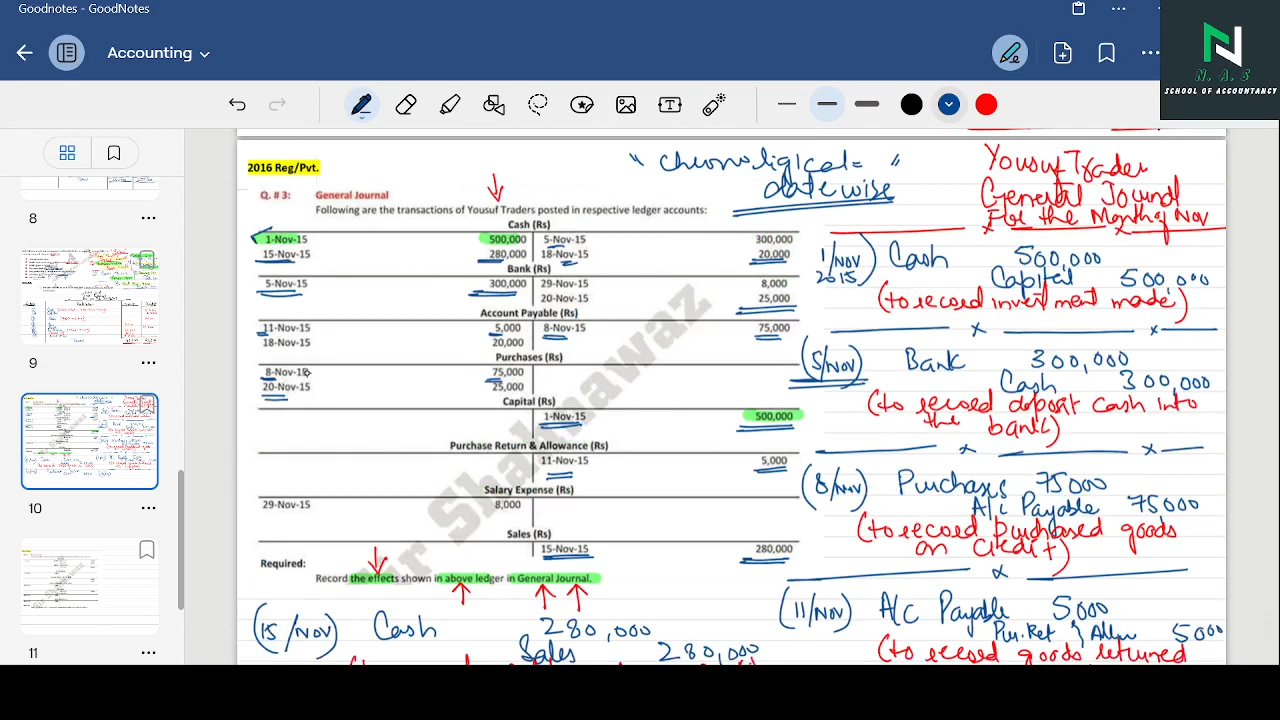 Goodnotes - GoodNotes
Accounting
N. A. S
SCHOOL OF ACCOUNTANCY
8
9
10
11
2016 Reg/Pvt.
Q. # 3: General Journal
Following are the transactions of Yousuf Traders posted in respective ledger accounts:
Cash (Rs)
1-Nov-15 500,000 5-Nov-15 300,000
15-Nov-15 280,000 18-Nov-15 20,000
Bank (Rs)
5-Nov-15 300,000 29-Nov-15 8,000
20-Nov-15 25,000
Account Payable (Rs)
11-Nov-15 5,000 8-Nov-15 75,000
18-Nov-15 20,000
Purchases (Rs)
8-Nov-15 75,000
20-Nov-15 25,000
Capital (Rs)
1-Nov-15 500,000
Purchase Return & Allowance (Rs)
11-Nov-15 5,000
Salary Expense (Rs)
29-Nov-15 8,000
Sales (Rs)
15-Nov-15 280,000
Required:
Record the effects shown in above ledger in General Journal.
Sir Shahnawaz
" chronoligical =
datewise "
(15/NOV) Cash 280,000
Sales 280,000
Yousuf Trader
General Journal
For the Month of Nov
1/NOV 2015) Cash 500,000
Capital 500,000
(to record investment made)
(5/NOV) Bank 300,000
Cash 300,000
(to record deposit cash into
the bank)
(8/NOV) Purchases 75000
A/c Payable 75000
(to record purchased goods
on credit)
(11/NOV) A/C Payable 5000
Pur.Ret & Allow 5000
(to record goods returned